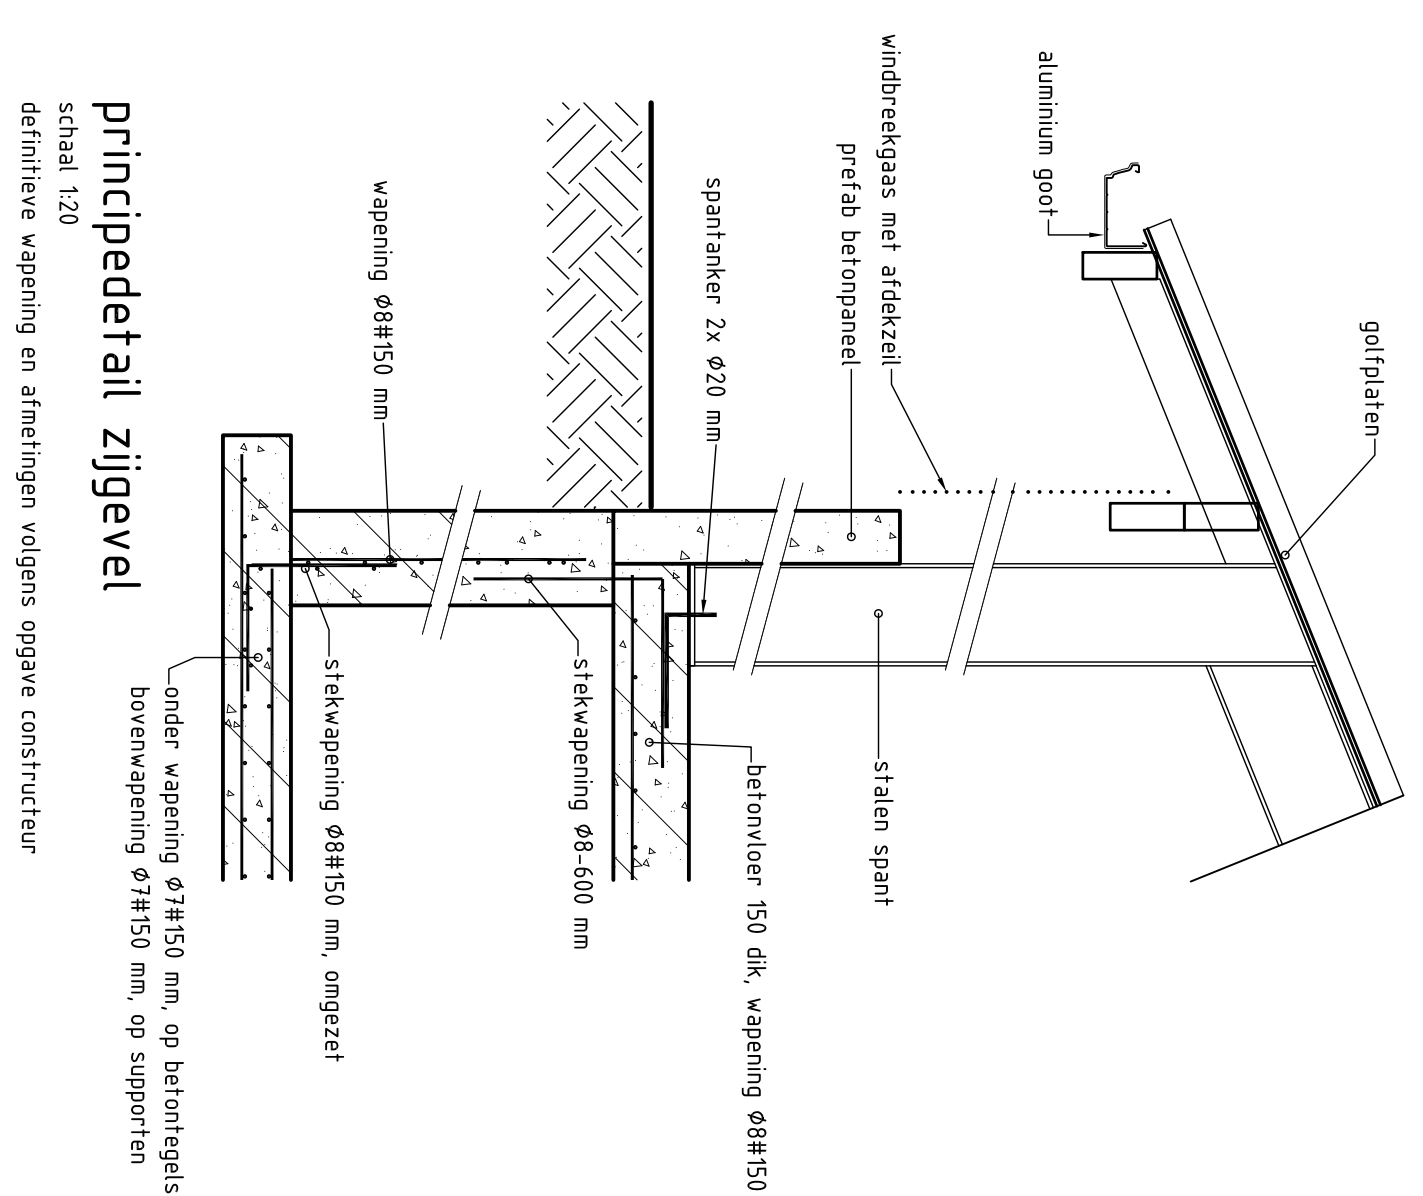 golfplaten
aluminium goot
windbreekgaas met afdekzeil
prefab betonpaneel
stalen spant
spantanker 2x Ø20 mm
betonvloer 150 dik, wapening Ø8#150
stekwapening Ø8-600 mm
wapening Ø8#150 mm
stekwapening Ø8#150 mm, omgezet
onder wapening Ø7#150 mm, op betontegels
bovenwapening Ø7#150 mm, op supporten
principedetail zijgevel
schaal 1:20
definitieve wapening en afmetingen volgens opgave constructeur